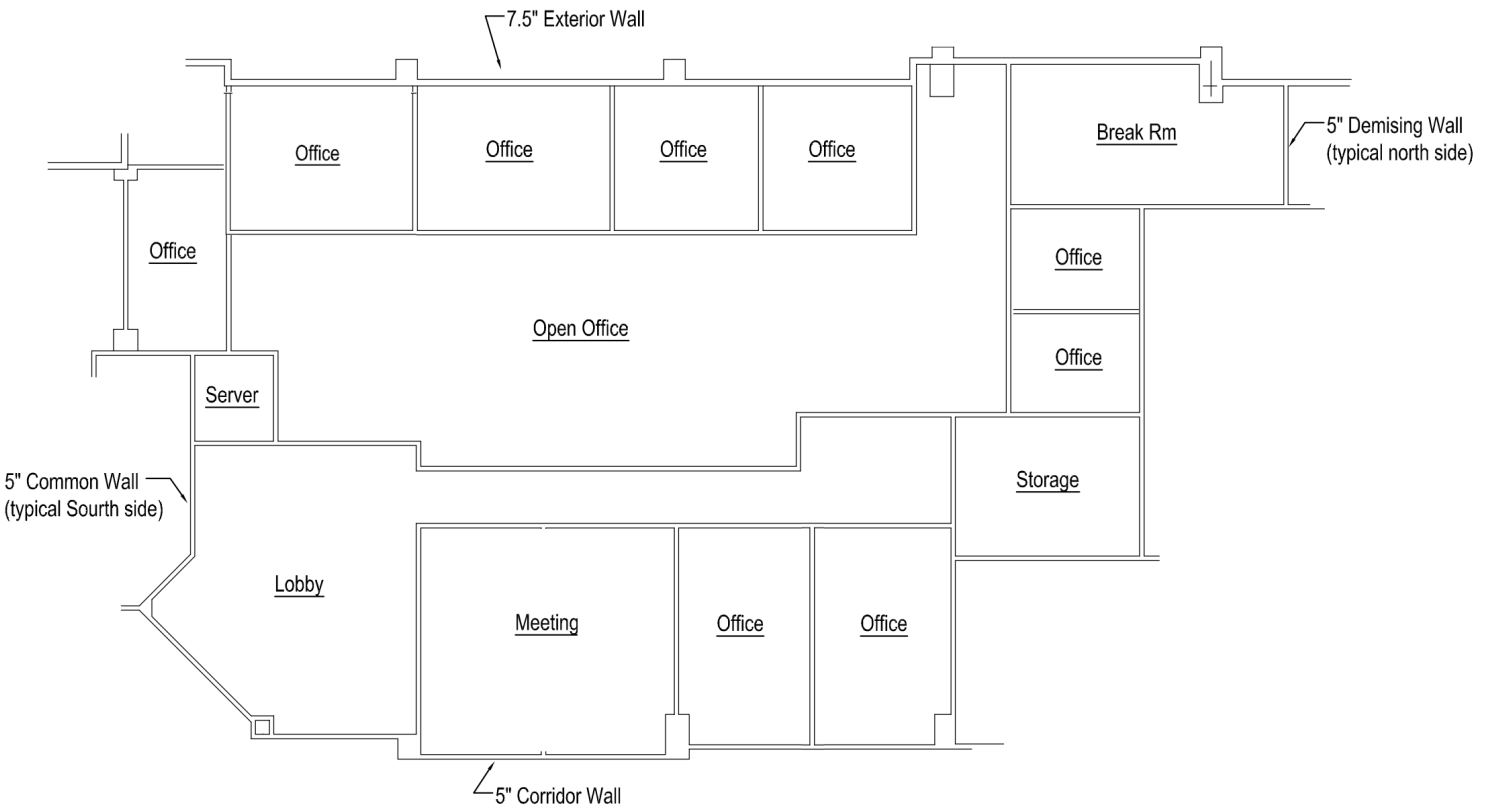 7.5" Exterior Wall
5" Demising Wall
(typical north side)
Break Rm
Office
Office
Office
Office
Office
Office
Open Office
Office
Server
5" Common Wall
(typical Sourth side)
Storage
Lobby
Meeting
Office
Office
5" Corridor Wall